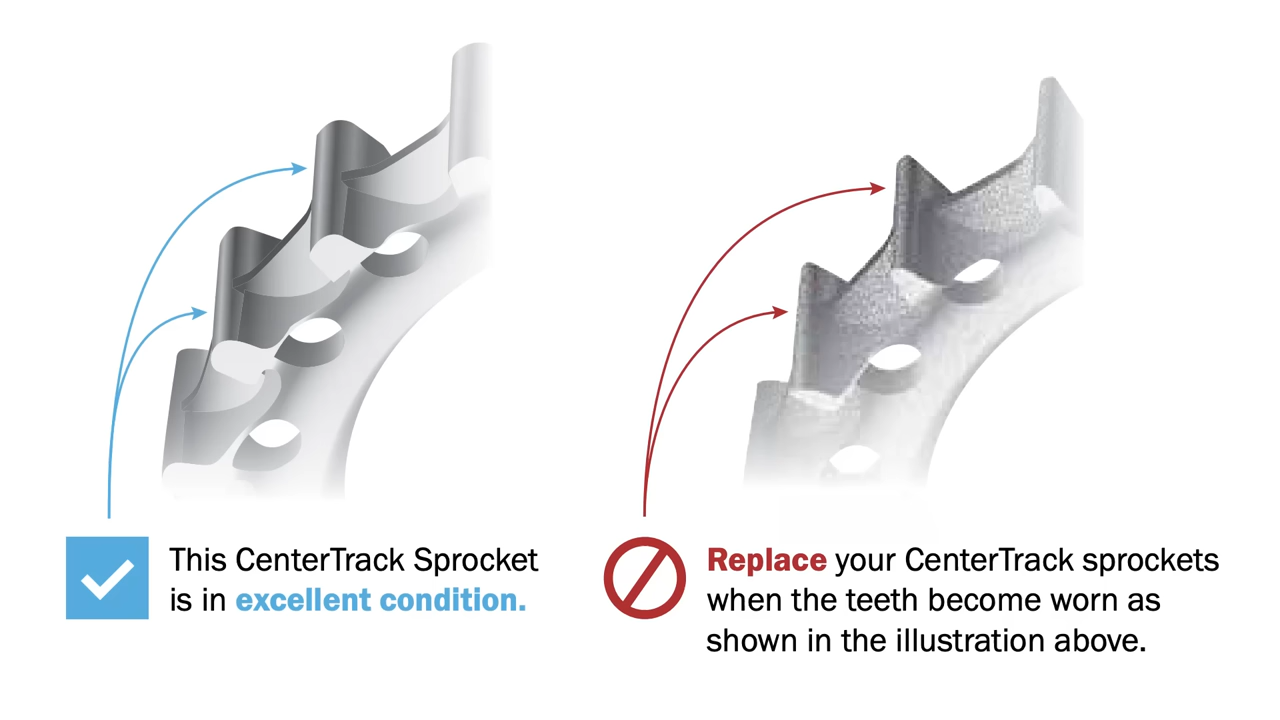 This CenterTrack Sprocket
is in excellent condition.
Replace your CenterTrack sprockets
when the teeth become worn as
shown in the illustration above.